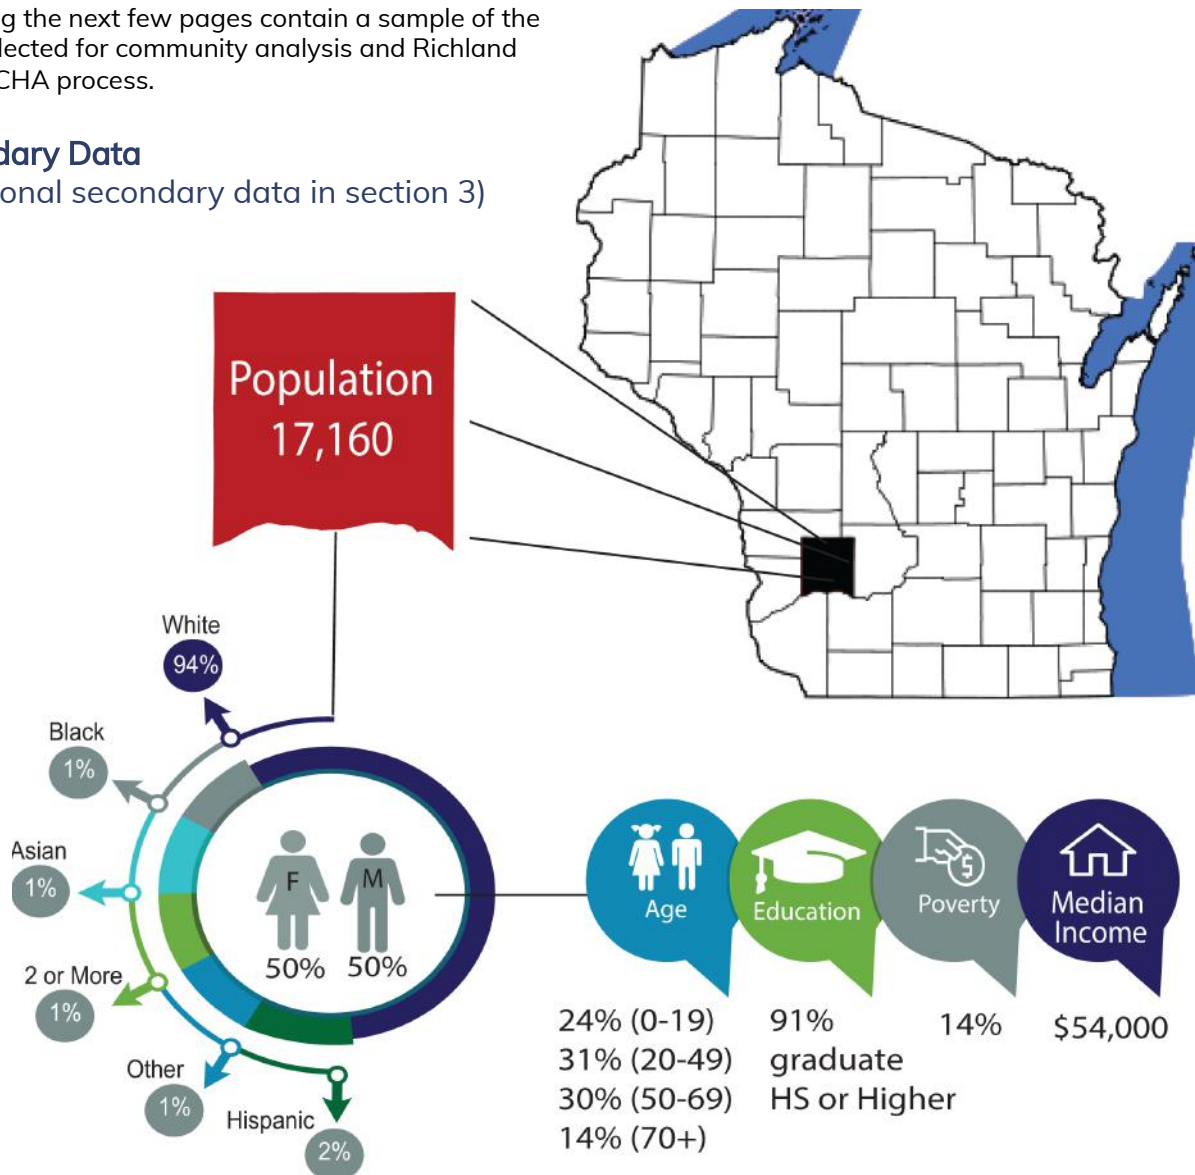 ng the next few pages contain a sample of the
lected for community analysis and Richland
CHA process.
dary Data
onal secondary data in section 3)
Population
17,160
White
94%
Black
1%
Asian
1%
2 or More
1%
Other
1%
Hispanic
2%
F
M
50%
50%
Age
Education
Poverty
$
Median
Income
24% (0-19)
31% (20-49)
30% (50-69)
14% (70+)
91%
graduate
HS or Higher
14%
$54,000